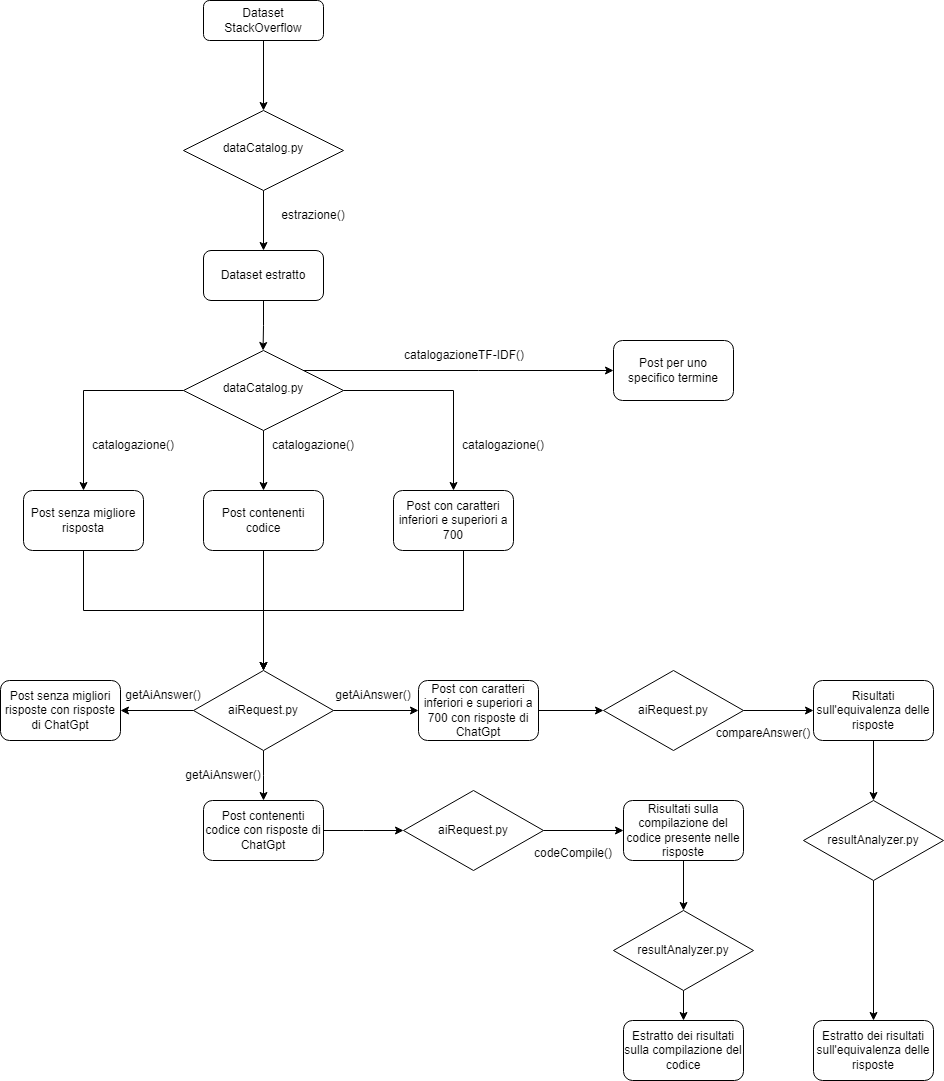 Dataset
StackOverflow
dataCatalog.py
estrazione()
Dataset estratto
catalogazioneTF-IDF()
Post per uno
specifico termine
dataCatalog.py
catalogazione()
catalogazione()
catalogazione()
Post senza migliore
risposta
Post contenenti
codice
Post con caratteri
inferiori e superiori a
700
Post senza migliori
risposte con risposte
di ChatGpt
getAiAnswer()
aiRequest.py
getAiAnswer()
Post con caratteri
inferiori e superiori a
700 con risposte di
ChatGpt
aiRequest.py
compareAnswer()
Risultati
sull'equivalenza delle
risposte
getAiAnswer()
Post contenenti
codice con risposte di
ChatGpt
aiRequest.py
codeCompile()
Risultati sulla
compilazione del
codice presente nelle
risposte
resultAnalyzer.py
resultAnalyzer.py
Estratto dei risultati
sulla compilazione del
codice
Estratto dei risultati
sull'equivalenza delle
risposte